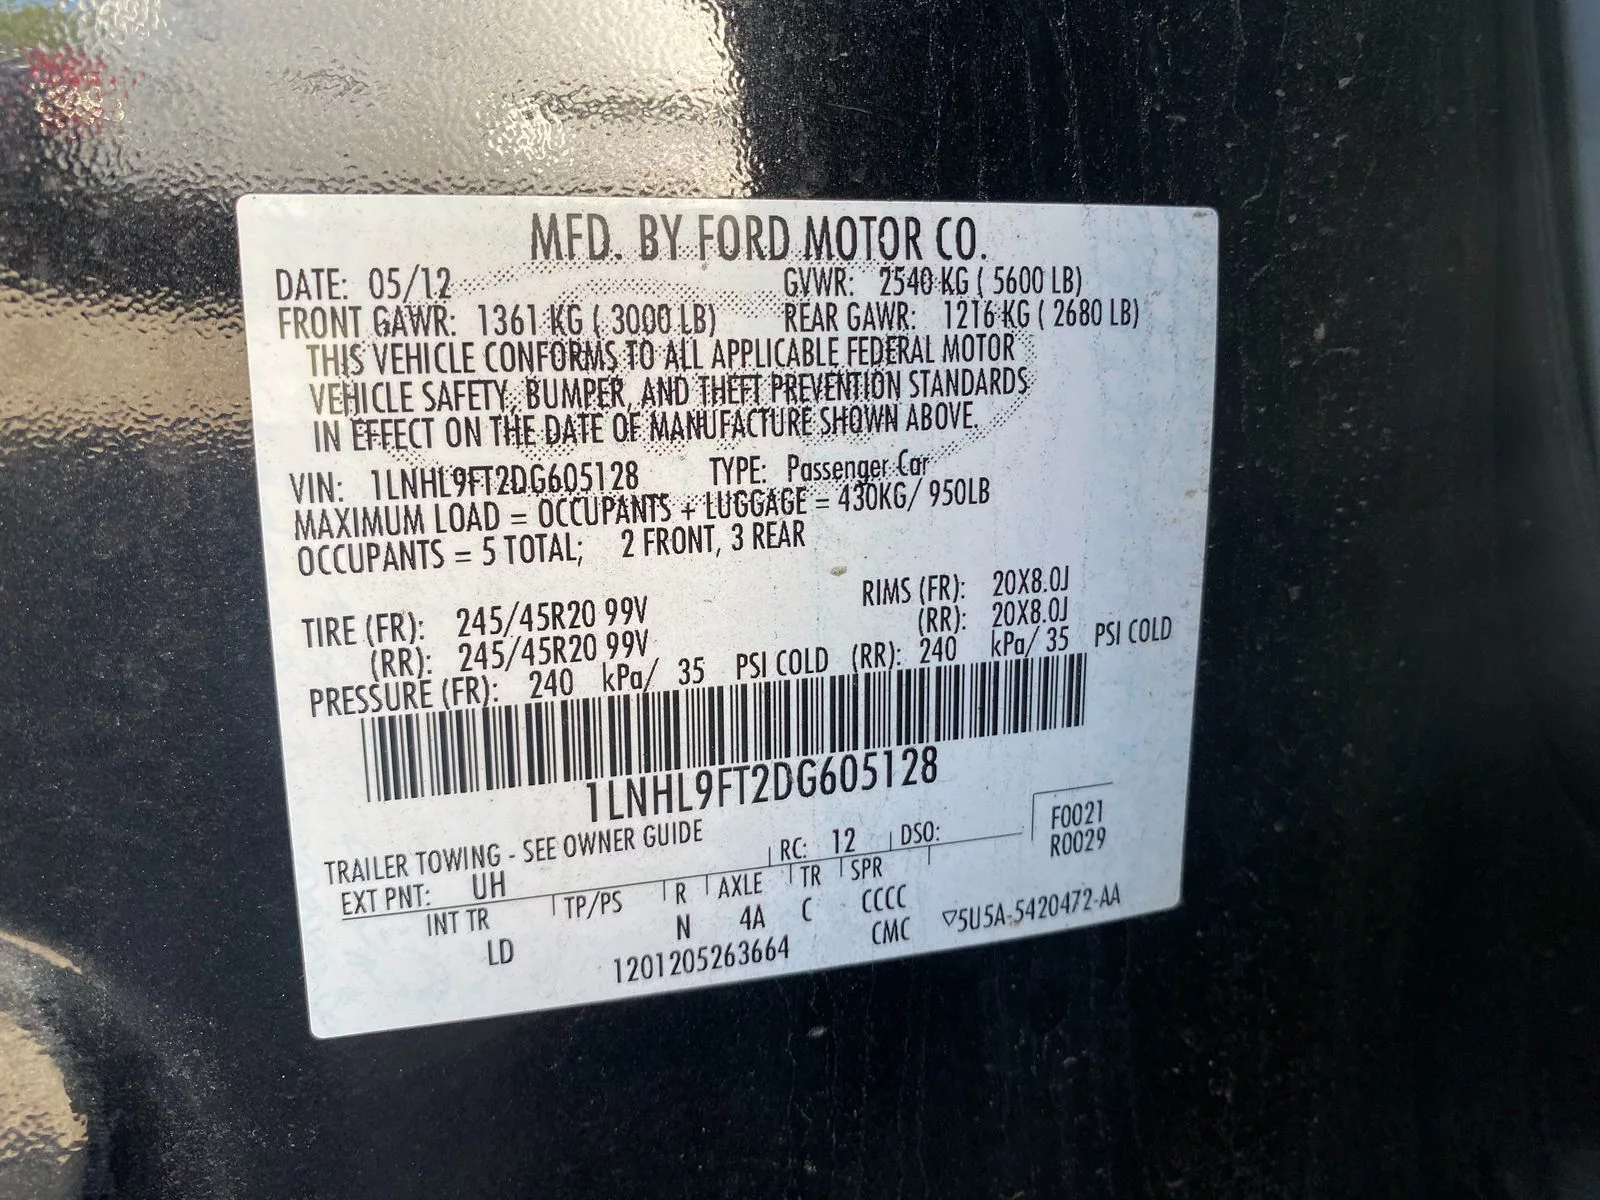 MFD. BY FORD MOTOR CO.
DATE: 05/12 GVWR: 2540 KG ( 5600 LB)
FRONT GAWR: 1361 KG ( 3000 LB) REAR GAWR: 12T6 KG ( 2680 LB)
THIS VEHICLE CONFORMS TO ALL APPLICABLE FEDERAL MOTOR
VEHICLE SAFETY, BUMPER, AND THEFT PREVENTION STANDARDS
IN EFFECT ON THE DATE OF MANUFACTURE SHOWN ABOVE.
VIN: 1LNHL9FT2DG605128 TYPE: Passenger Car
MAXIMUM LOAD = OCCUPANTS + LUGGAGE = 430KG/ 950LB
OCCUPANTS = 5 TOTAL; 2 FRONT, 3 REAR
TIRE (FR): 245/45R20 99V RIMS (FR): 20X8.0J
(RR): 245/45R20 99V (RR): 20X8.0J
PRESSURE (FR): 240 kPa/ 35 PSI COLD (RR): 240 kPa/ 35 PSI COLD
1LNHL9FT2DG605128
TRAILER TOWING - SEE OWNER GUIDE
F0021
EXT PNT: UH RC: 12 DSO: R0029
INT TR TP/PS R AXLE TR SPR
LD N 4A C CCCC
CMC ▽5U5A-5420472-AA
1201205263664